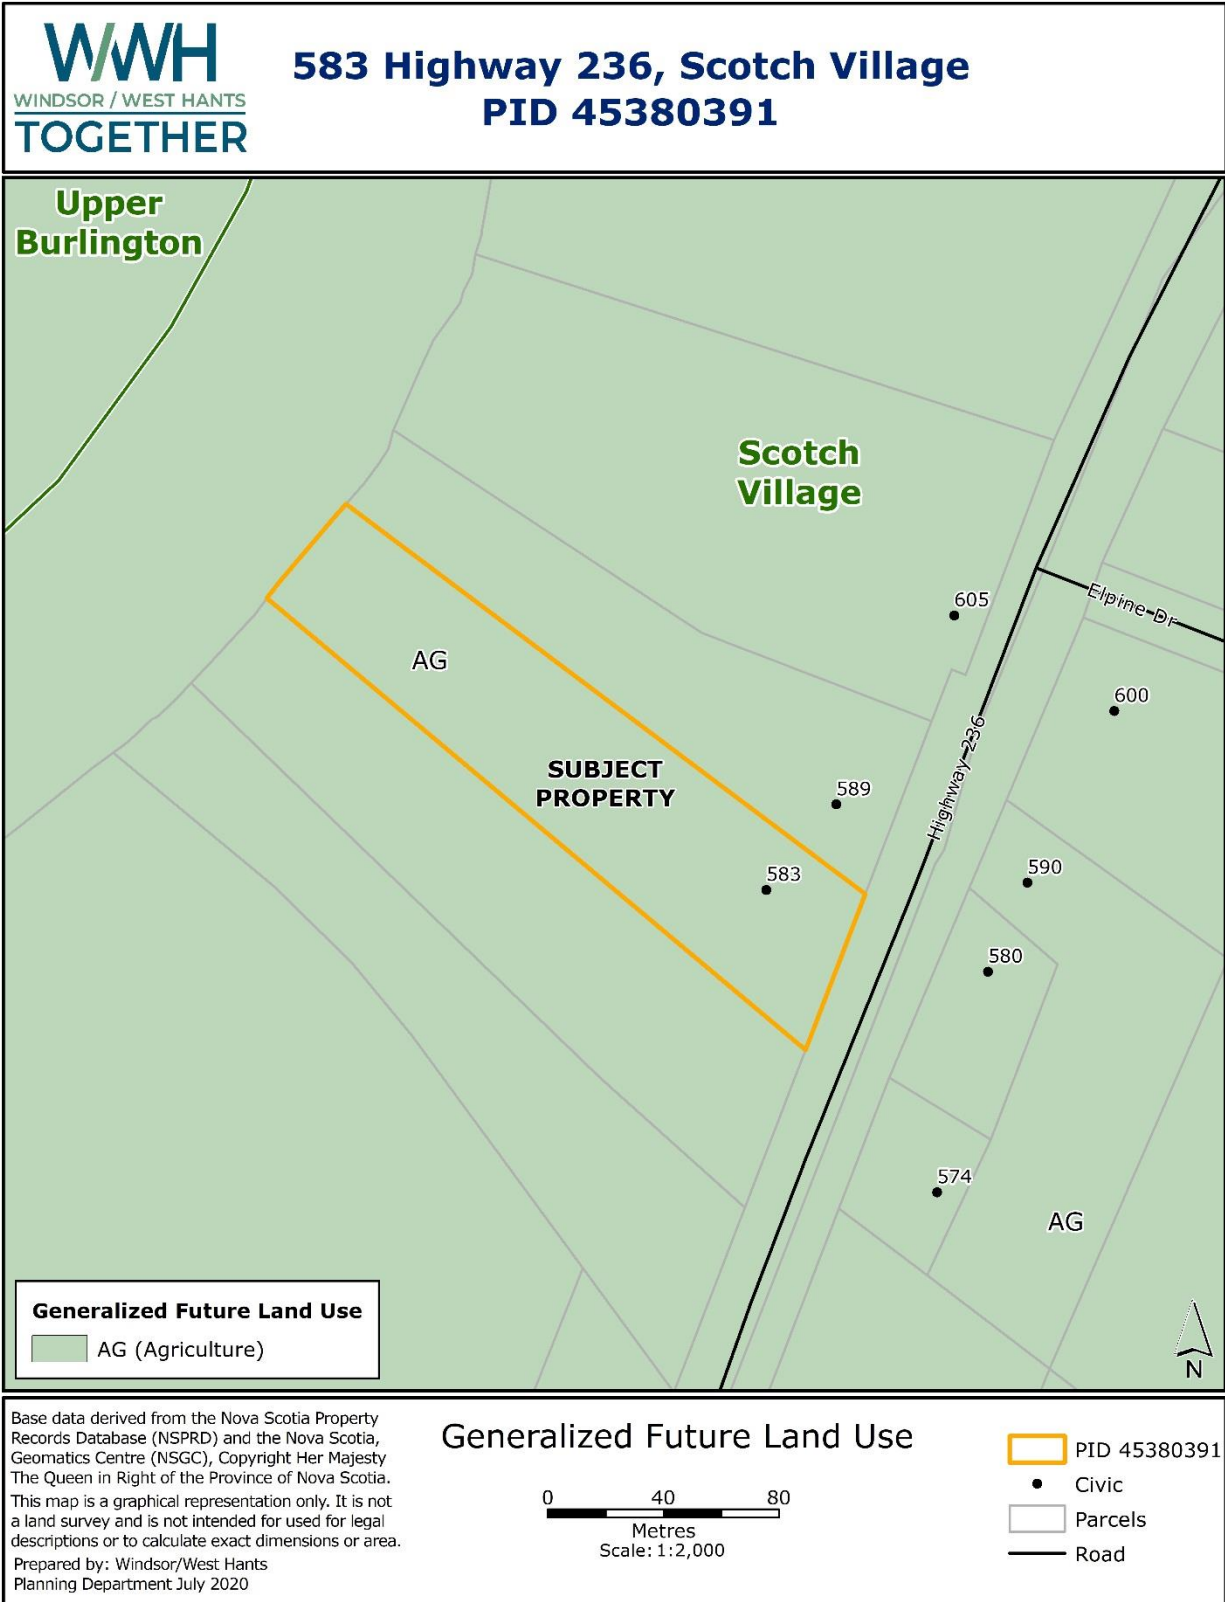 WWH
WINDSOR / WEST HANTS
TOGETHER
583 Highway 236, Scotch Village
PID 45380391
Upper
Burlington
Scotch
Village
605
Elpine Dr
AG
600
Highway 236
SUBJECT
PROPERTY
589
583
590
580
574
AG
Generalized Future Land Use
AG (Agriculture)
N
Base data derived from the Nova Scotia Property
Records Database (NSPRD) and the Nova Scotia,
Geomatics Centre (NSGC), Copyright Her Majesty
The Queen in Right of the Province of Nova Scotia.
This map is a graphical representation only. It is not
a land survey and is not intended for used for legal
descriptions or to calculate exact dimensions or area.
Prepared by: Windsor/West Hants
Planning Department July 2020
Generalized Future Land Use
0 40 80
Metres
Scale: 1:2,000
PID 45380391
Civic
Parcels
Road